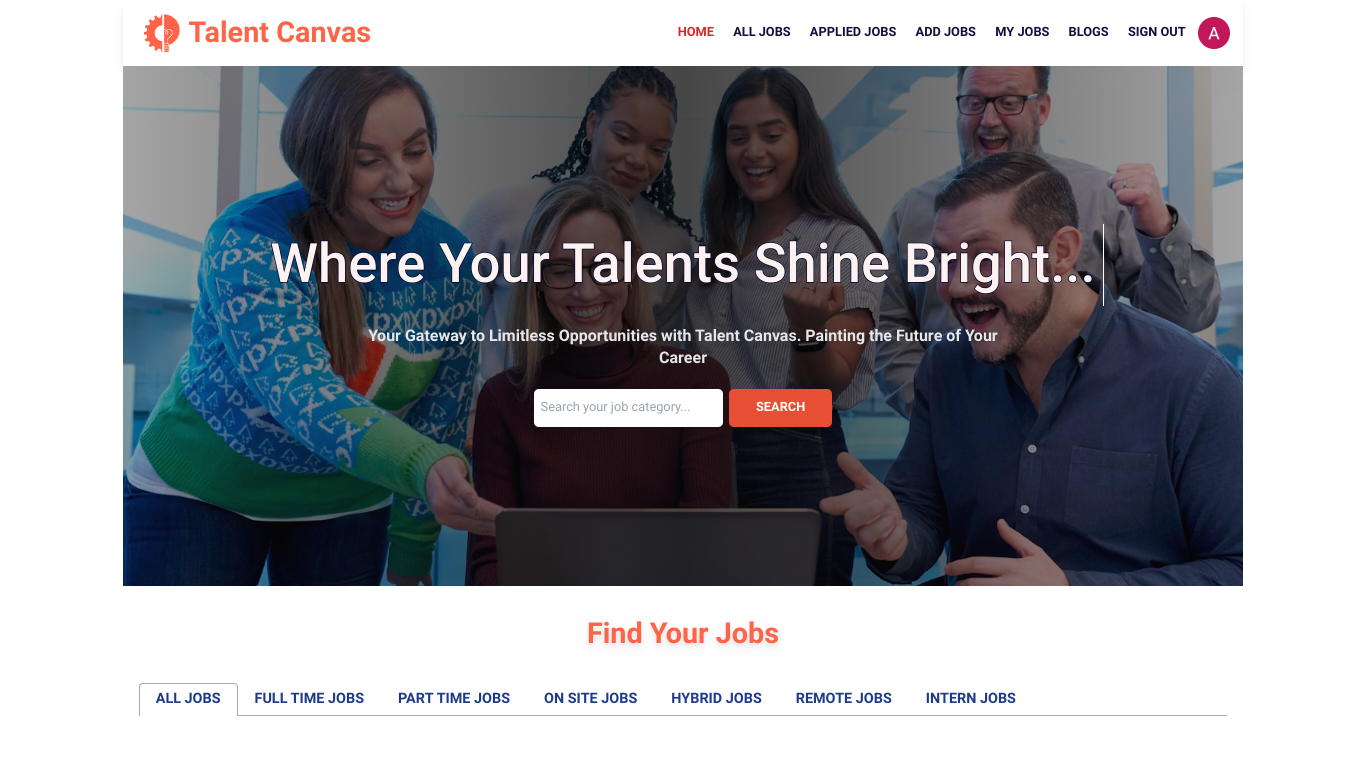 Talent Canvas
HOME ALL JOBS APPLIED JOBS ADD JOBS MY JOBS BLOGS SIGN OUT A
Where Your Talents Shine Bright...
Your Gateway to Limitless Opportunities with Talent Canvas. Painting the Future of Your
Career
Search your job category... SEARCH
Find Your Jobs
ALL JOBS FULL TIME JOBS PART TIME JOBS ON SITE JOBS HYBRID JOBS REMOTE JOBS INTERN JOBS